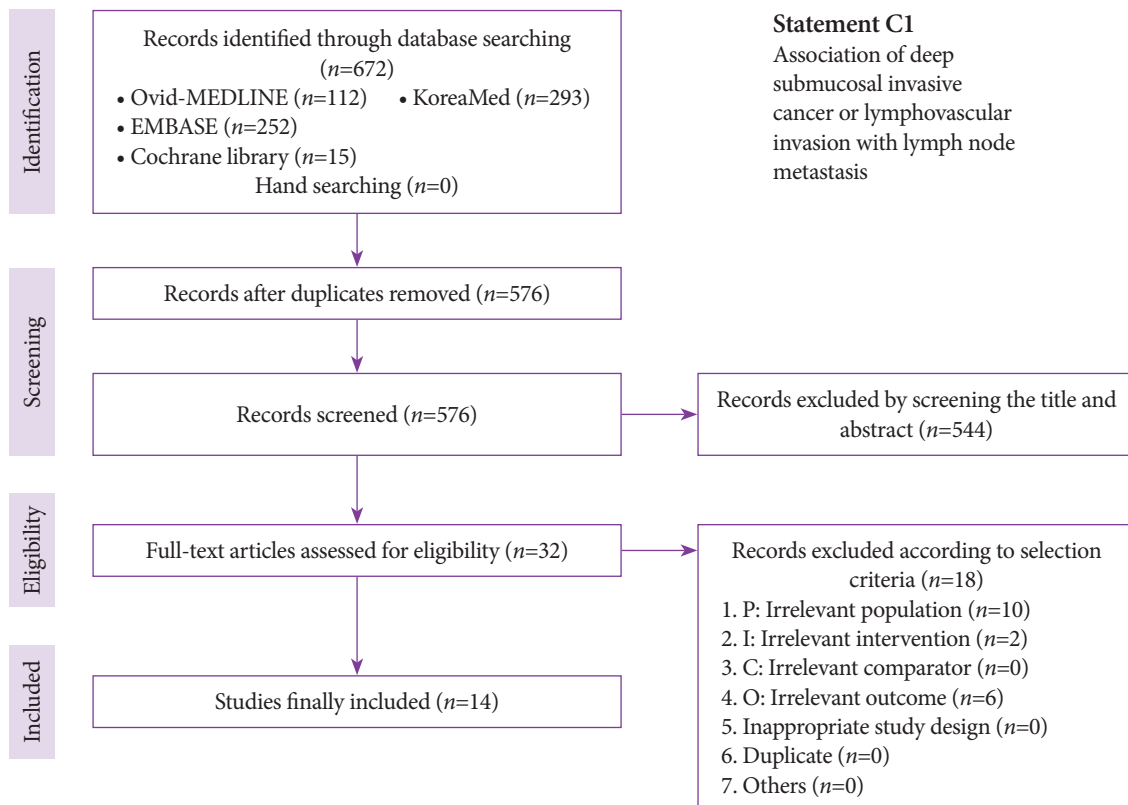 Identification
Records identified through database searching
(n=672)
• Ovid-MEDLINE (n=112) • KoreaMed (n=293)
• EMBASE (n=252)
• Cochrane library (n=15)
Hand searching (n=0)
Statement C1
Association of deep
submucosal invasive
cancer or lymphovascular
invasion with lymph node
metastasis
Screening
Records after duplicates removed (n=576)
Records screened (n=576)
Records excluded by screening the title and
abstract (n=544)
Eligibility
Full-text articles assessed for eligibility (n=32)
Records excluded according to selection
criteria (n=18)
1. P: Irrelevant population (n=10)
2. I: Irrelevant intervention (n=2)
3. C: Irrelevant comparator (n=0)
4. O: Irrelevant outcome (n=6)
5. Inappropriate study design (n=0)
6. Duplicate (n=0)
7. Others (n=0)
Included
Studies finally included (n=14)